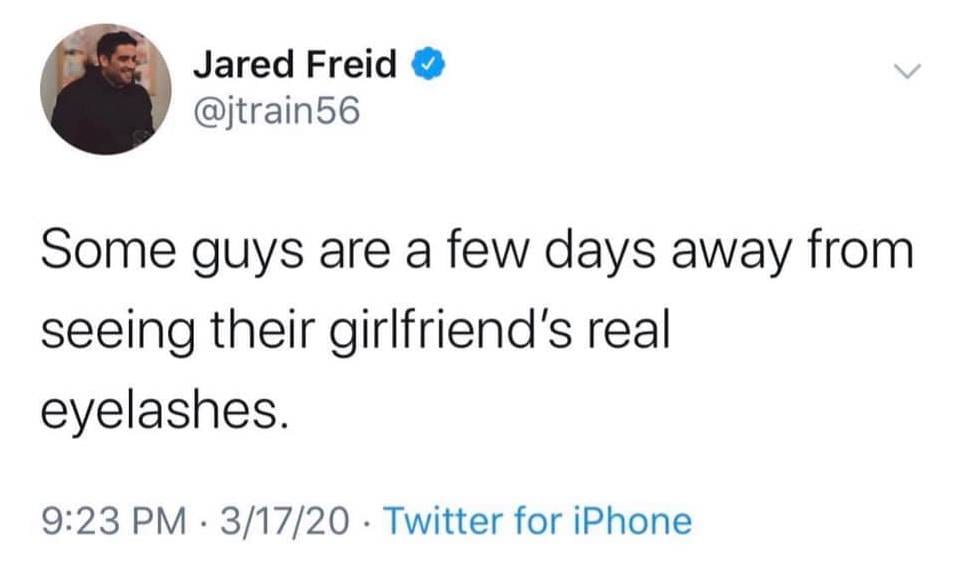 Jared Freid
@jtrain56
Some guys are a few days away from
seeing their girlfriend's real
eyelashes.
9:23 PM · 3/17/20 · Twitter for iPhone